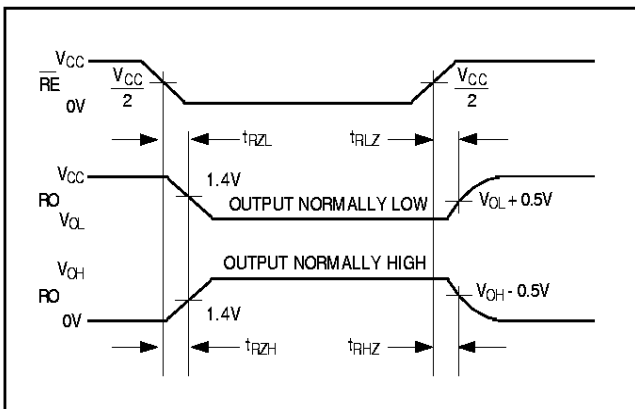 VCC
RE
0V
VCC
2
VCC
2
tRZL
tRLZ
VCC
RO
VOL
1.4V
OUTPUT NORMALLY LOW
VOL + 0.5V
VOH
RO
0V
OUTPUT NORMALLY HIGH
1.4V
VOH - 0.5V
tRZH
tRHZ